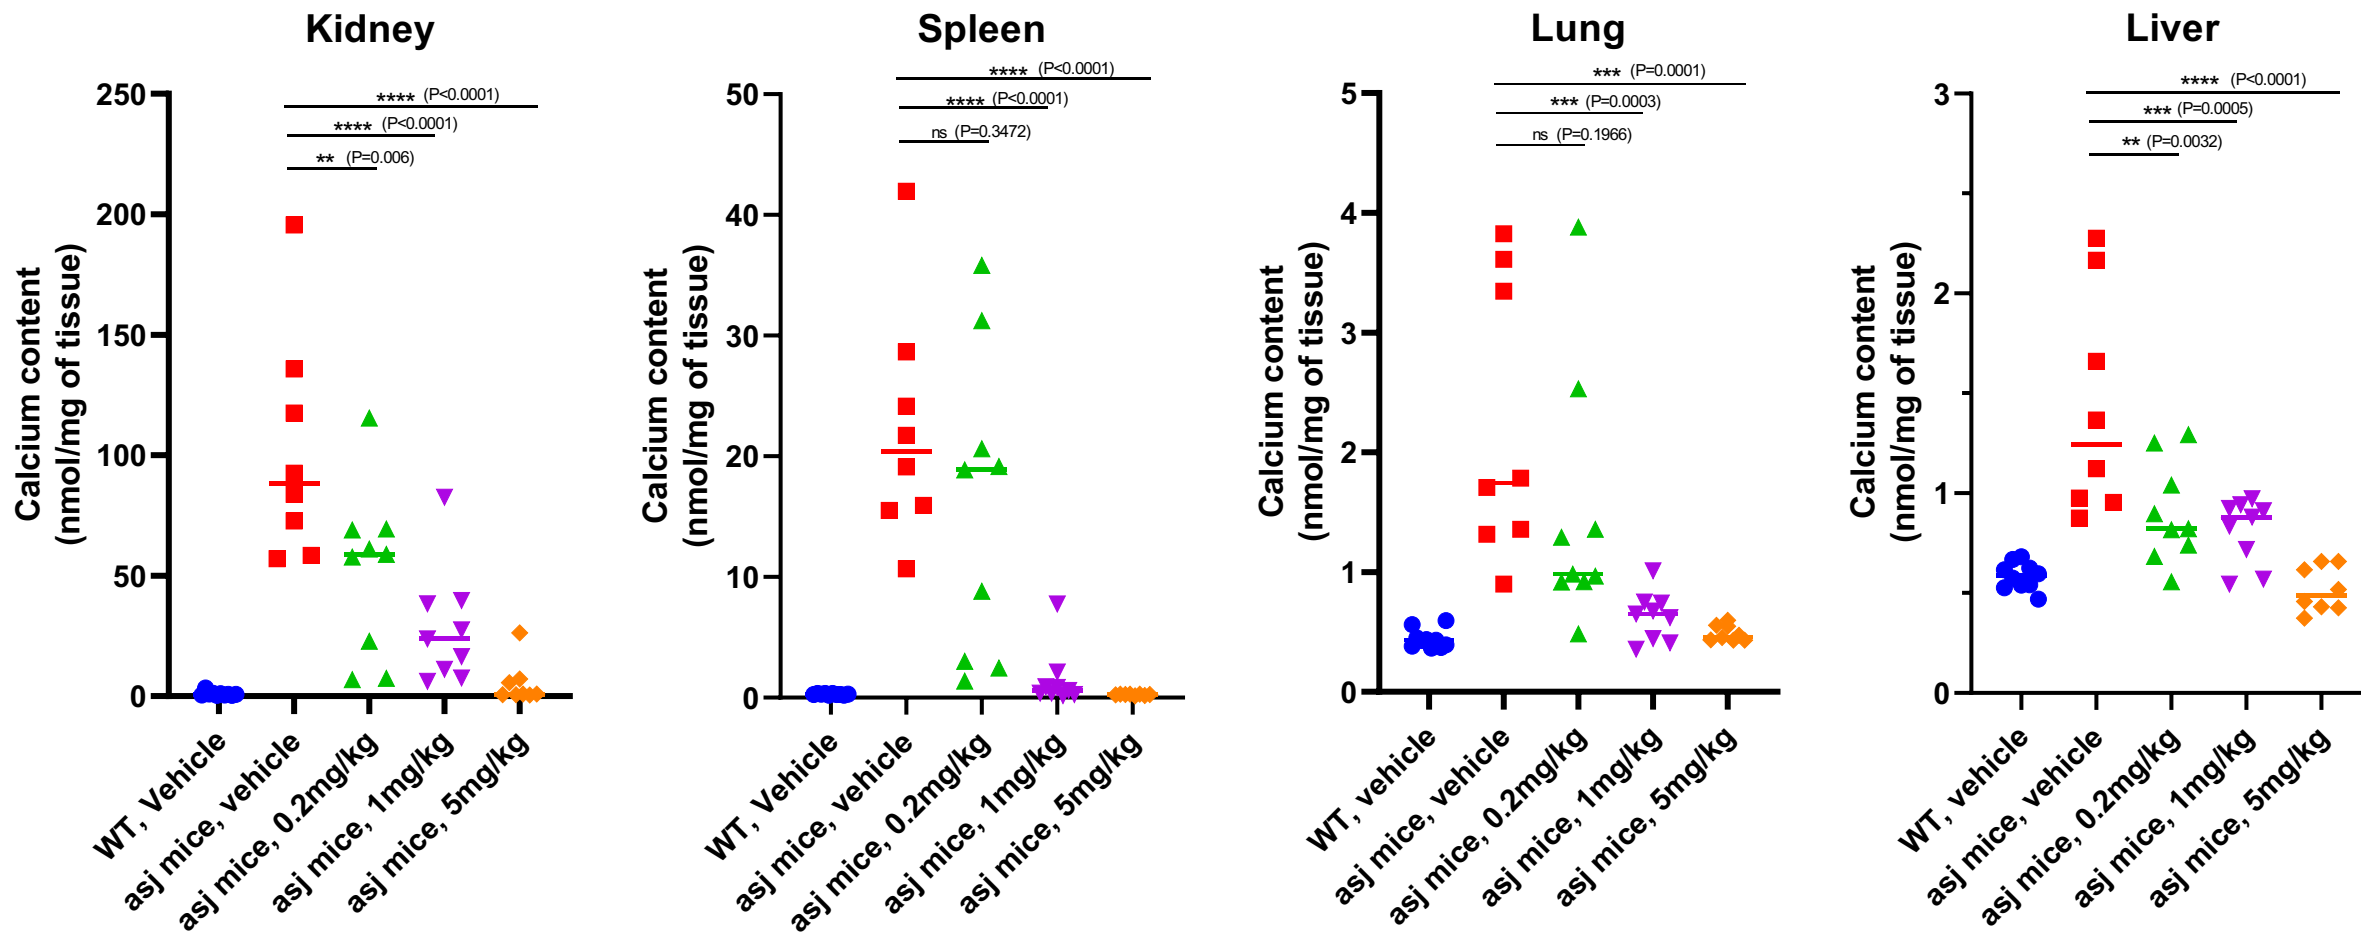 Kidney
**** (P<0.0001)
**** (P<0.0001)
** (P=0.006)
Calcium content
(nmol/mg of tissue)
250
200
150
100
50
0
WT, Vehicle
asj mice, vehicle
asj mice, 0.2mg/kg
asj mice, 1mg/kg
asj mice, 5mg/kg
Spleen
**** (P<0.0001)
**** (P<0.0001)
ns (P=0.3472)
Calcium content
(nmol/mg of tissue)
50
40
30
20
10
0
WT, Vehicle
asj mice, vehicle
asj mice, 0.2mg/kg
asj mice, 1mg/kg
asj mice, 5mg/kg
Lung
*** (P=0.0001)
*** (P=0.0003)
ns (P=0.1966)
Calcium content
(nmol/mg of tissue)
5
4
3
2
1
0
WT, vehicle
asj mice, vehicle
asj mice, 0.2mg/kg
asj mice, 1mg/kg
asj mice, 5mg/kg
Liver
**** (P<0.0001)
*** (P=0.0005)
** (P=0.0032)
Calcium content
(nmol/mg of tissue)
3
2
1
0
WT, vehicle
asj mice, vehicle
asj mice, 0.2mg/kg
asj mice, 1mg/kg
asj mice, 5mg/kg